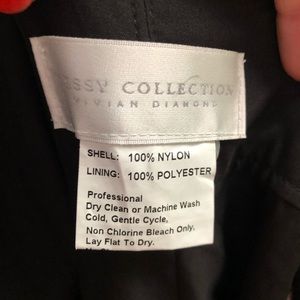 ESSY COLLECTION
VIVIAN DIAMOND
SHELL: 100% NYLON
LINING: 100% POLYESTER
Professional
Dry Clean or Machine Wash
Cold, Gentle Cycle,
Non Chlorine Bleach Only,
Lay Flat To Dry.